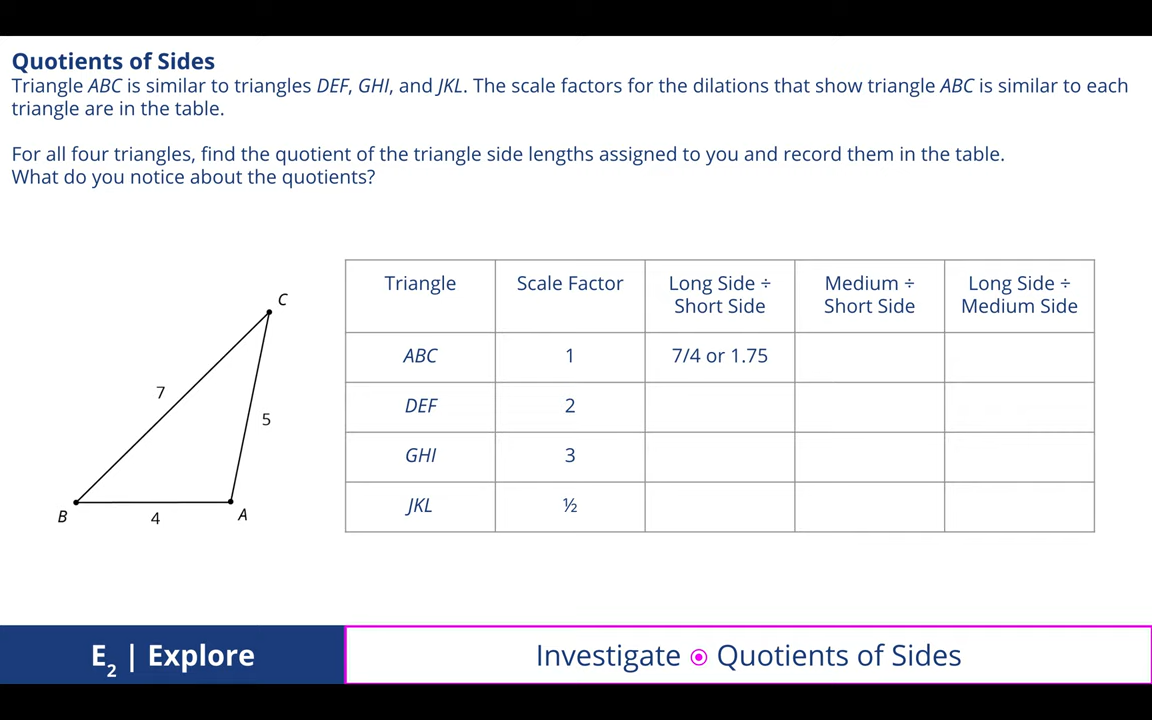 Quotients of Sides
Triangle ABC is similar to triangles DEF, GHI, and JKL. The scale factors for the dilations that show triangle ABC is similar to each
triangle are in the table.
For all four triangles, find the quotient of the triangle side lengths assigned to you and record them in the table.
What do you notice about the quotients?
C
7
5
B
4
A
Triangle
Scale Factor
Long Side ÷
Short Side
Medium ÷
Short Side
Long Side ÷
Medium Side
ABC
1
7/4 or 1.75
DEF
2
GHI
3
JKL
½
E2 | Explore
Investigate
Quotients of Sides